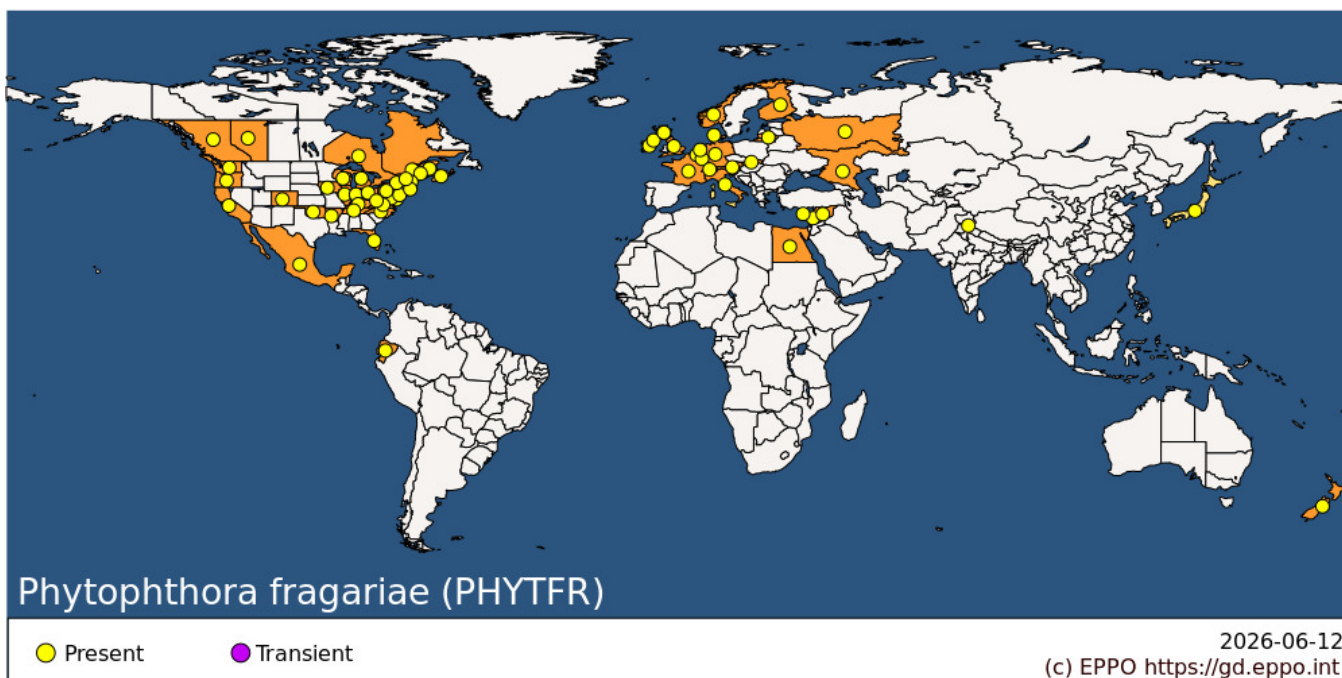 Phytophthora fragariae (PHYTFR)
Present
Transient
2026-06-12
(c) EPPO https://gd.eppo.int